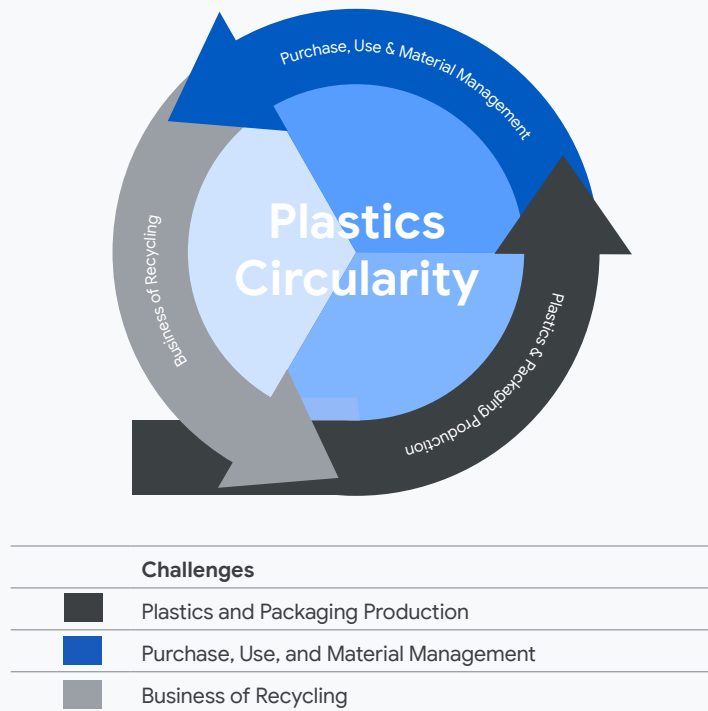 Purchase, Use & Material Management
Plastics
Circularity
Business of Recycling
Plastics & Packaging Production
Challenges
Plastics and Packaging Production
Purchase, Use, and Material Management
Business of Recycling